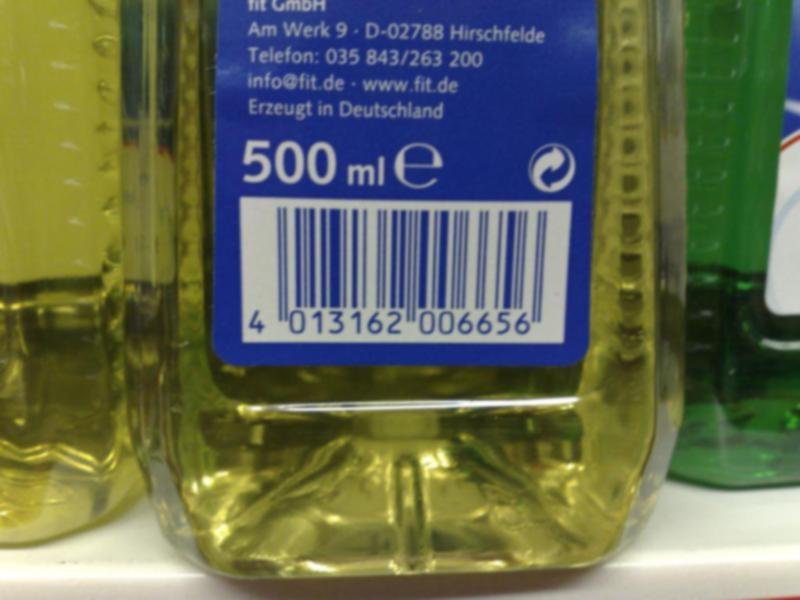 fit GmbH
Am Werk 9 · D-02788 Hirschfelde
Telefon: 035 843/263 200
info@fit.de · www.fit.de
Erzeugt in Deutschland
500 ml ℮
4 013162 006656